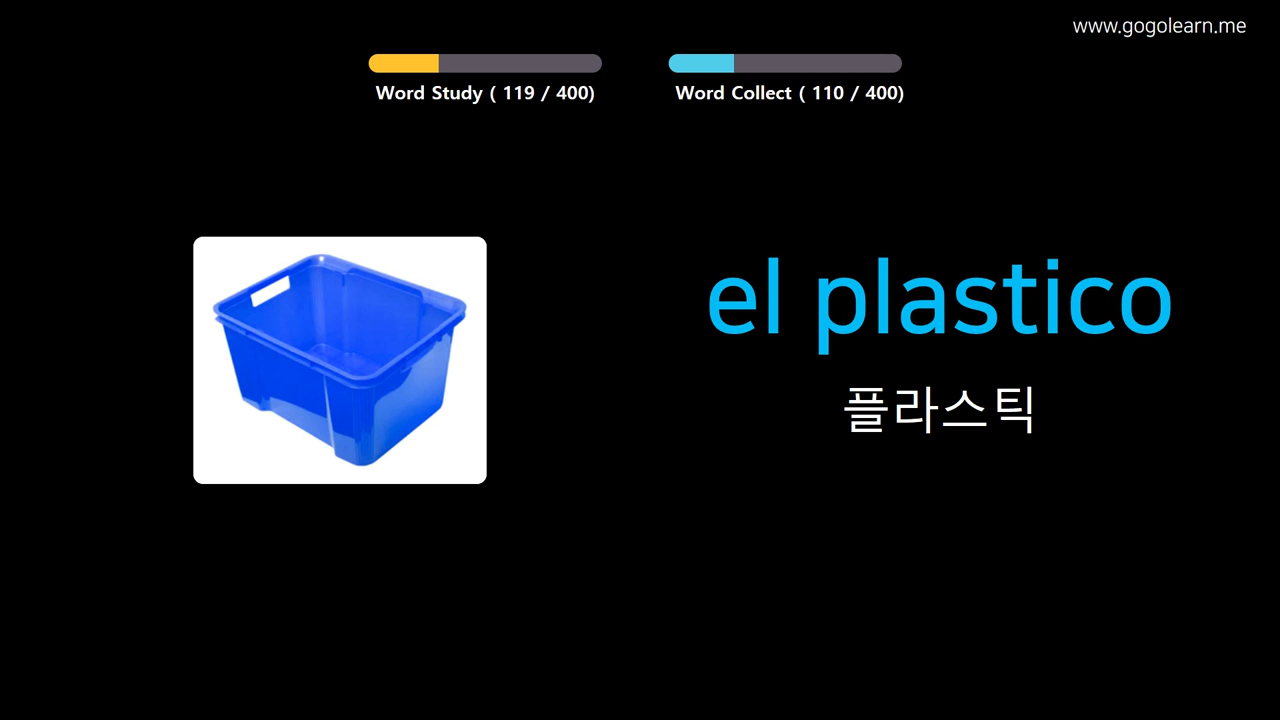 www.gogolearn.me
Word Study ( 119 / 400)
Word Collect ( 110 / 400)
el plastico
플라스틱